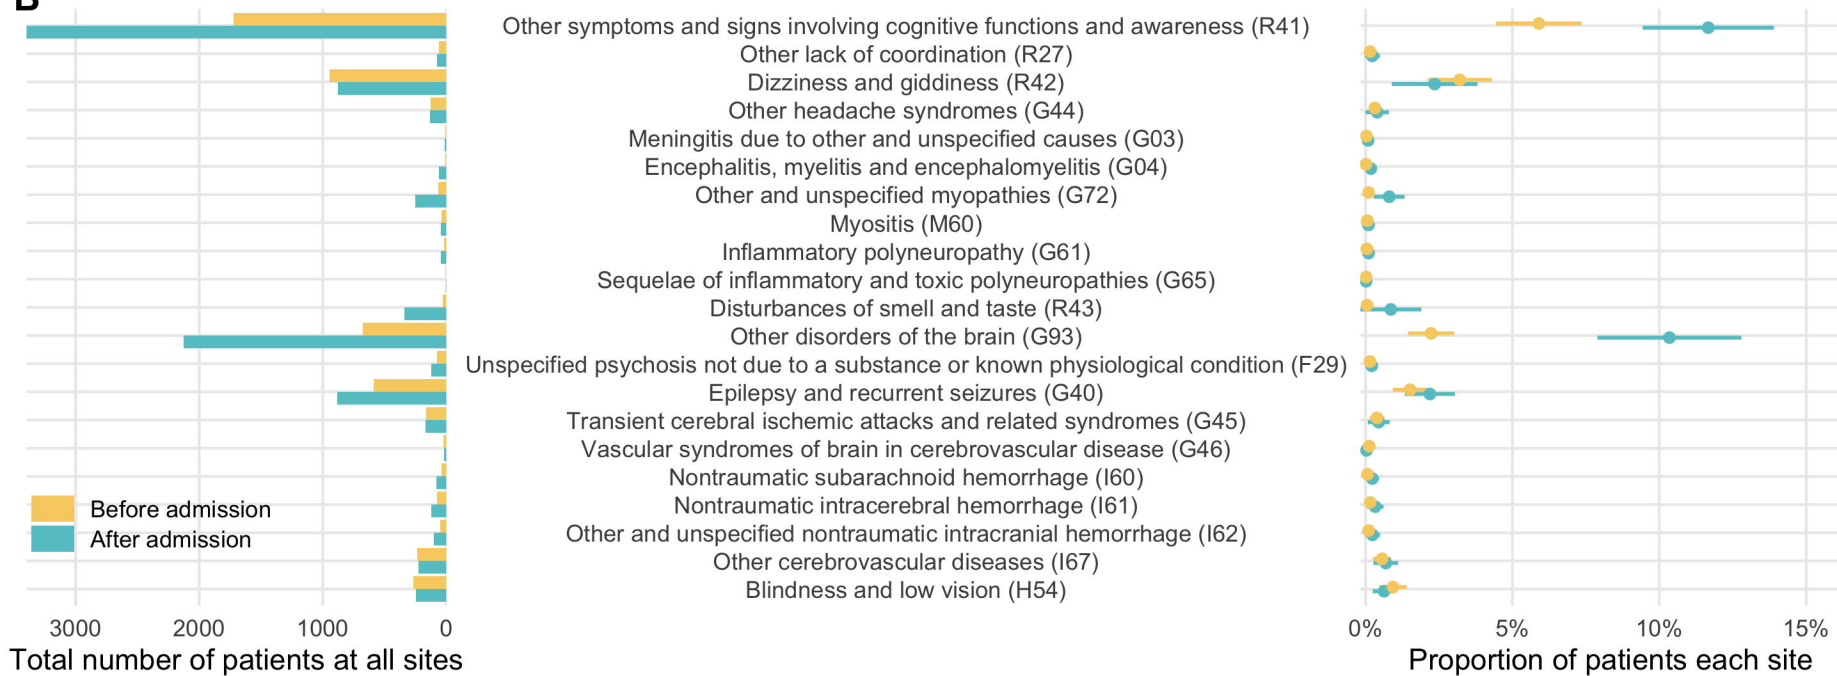 B
Other symptoms and signs involving cognitive functions and awareness (R41)
Other lack of coordination (R27)
Dizziness and giddiness (R42)
Other headache syndromes (G44)
Meningitis due to other and unspecified causes (G03)
Encephalitis, myelitis and encephalomyelitis (G04)
Other and unspecified myopathies (G72)
Myositis (M60)
Inflammatory polyneuropathy (G61)
Sequelae of inflammatory and toxic polyneuropathies (G65)
Disturbances of smell and taste (R43)
Other disorders of the brain (G93)
Unspecified psychosis not due to a substance or known physiological condition (F29)
Epilepsy and recurrent seizures (G40)
Transient cerebral ischemic attacks and related syndromes (G45)
Vascular syndromes of brain in cerebrovascular disease (G46)
Nontraumatic subarachnoid hemorrhage (I60)
Nontraumatic intracerebral hemorrhage (I61)
Other and unspecified nontraumatic intracranial hemorrhage (I62)
Other cerebrovascular diseases (I67)
Blindness and low vision (H54)
Before admission
After admission
3000 2000 1000 0
Total number of patients at all sites
0% 5% 10% 15%
Proportion of patients each site